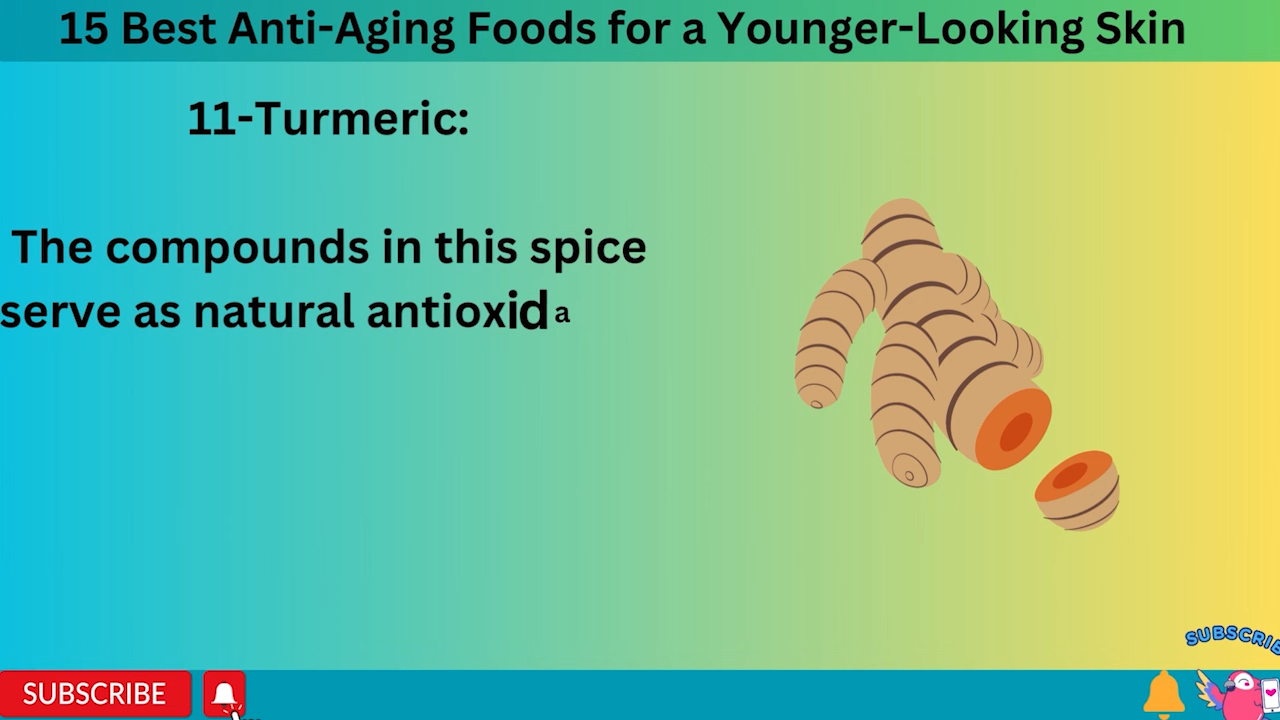 15 Best Anti-Aging Foods for a Younger-Looking Skin
11-Turmeric:
The compounds in this spice
serve as natural antioxida
SUBSCRIBE
SUBSCRIBE